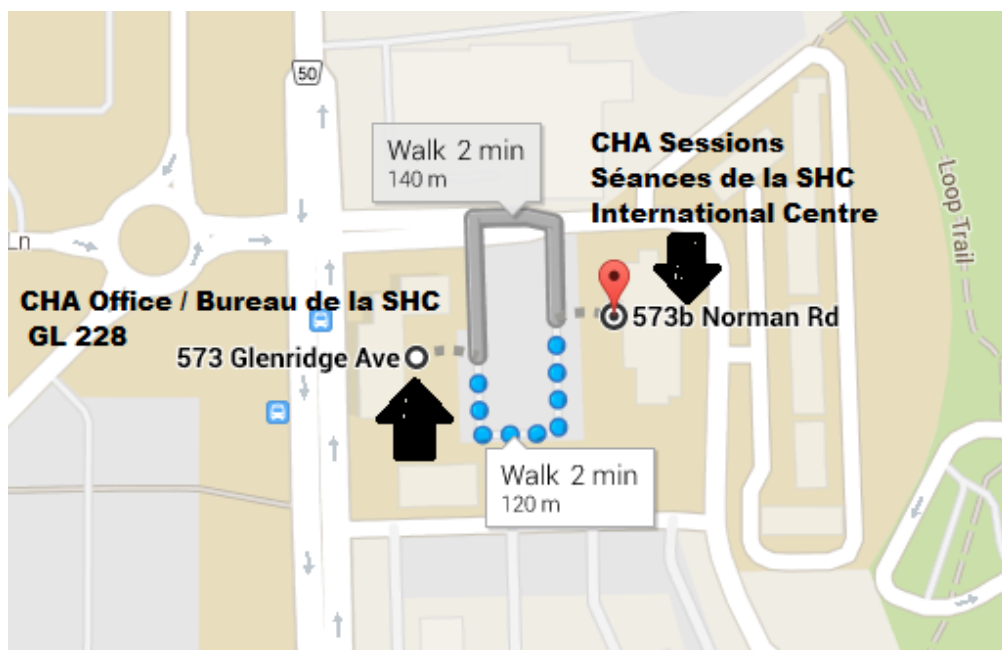 50
Walk 2 min
140 m
CHA Sessions
Séances de la SHC
International Centre
Loop Trail
Ln
CHA Office / Bureau de la SHC
GL 228
573b Norman Rd
573 Glenridge Ave
Walk 2 min
120 m